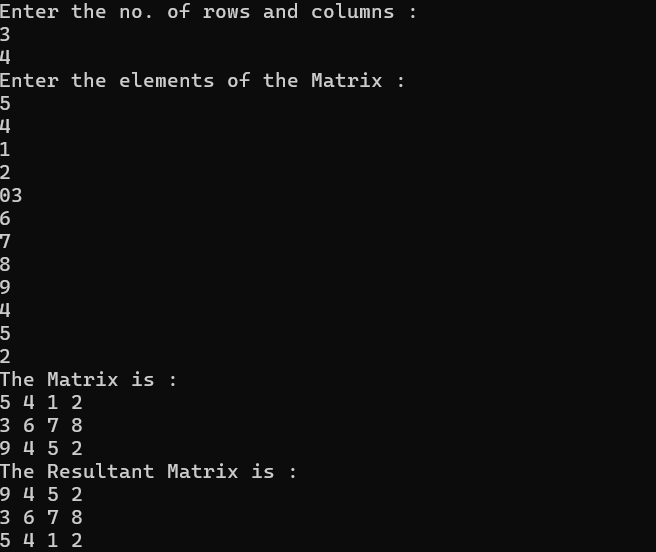 Enter the no. of rows and columns :
3
4
Enter the elements of the Matrix :
5
4
1
2
03
6
7
8
9
4
5
2
The Matrix is :
5 4 1 2
3 6 7 8
9 4 5 2
The Resultant Matrix is :
9 4 5 2
3 6 7 8
5 4 1 2